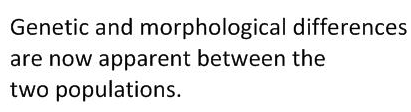 Genetic and morphological differences
are now apparent between the
two populations.